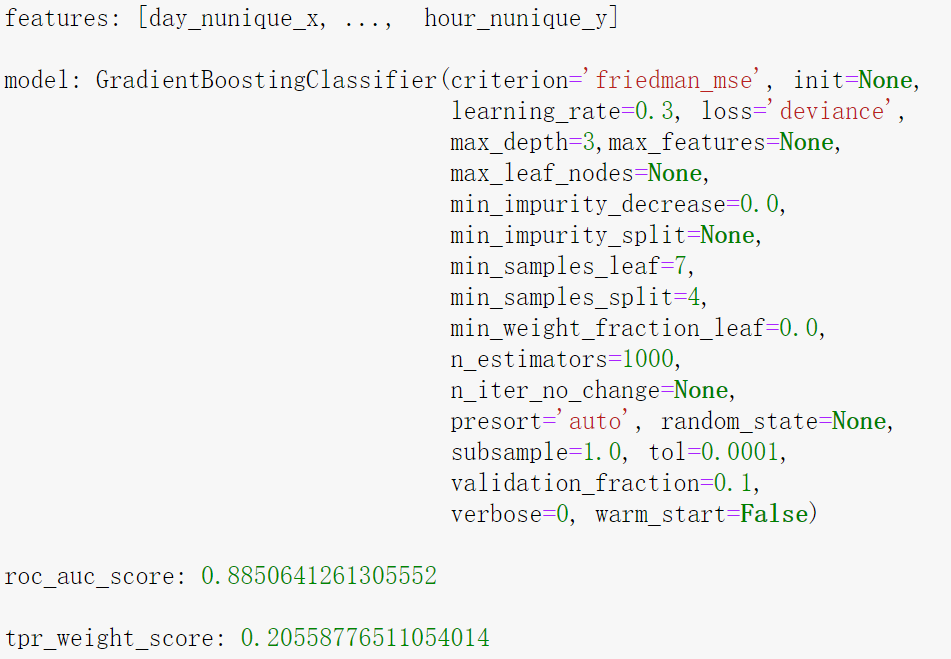 features: [day_nunique_x, ..., hour_nunique_y]
model: GradientBoostingClassifier(criterion='friedman_mse', init=None,
learning_rate=0.3, loss='deviance',
max_depth=3,max_features=None,
max_leaf_nodes=None,
min_impurity_decrease=0.0,
min_impurity_split=None,
min_samples_leaf=7,
min_samples_split=4,
min_weight_fraction_leaf=0.0,
n_estimators=1000,
n_iter_no_change=None,
presort='auto', random_state=None,
subsample=1.0, tol=0.0001,
validation_fraction=0.1,
verbose=0, warm_start=False)
roc_auc_score: 0.8850641261305552
tpr_weight_score: 0.20558776511054014